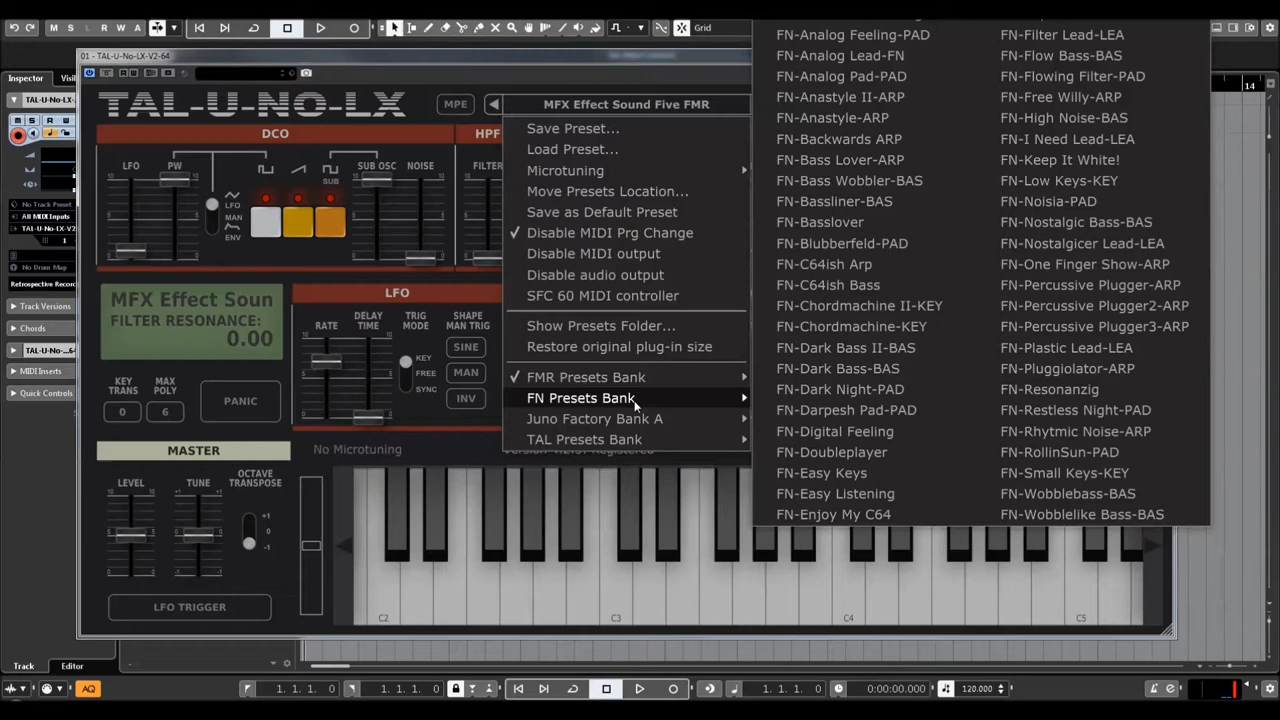 M S L R W A
Grid
01 - TAL-U-No-LX-V2-64
Inspector
Visi
14
TAL-U-No-LX-
No Track Preset
All MIDI Inputs
TAL-U-No-LX-V2
1
No Drum Map
Retrospective Recor
Track Versions
Chords
TAL-U-No-L..._64
MIDI Inserts
Quick Controls
TAL-U-NO-LX
MPE
MFX Effect Sound Five FMR
DCO
HPF
LFO
PW
SUB OSC
NOISE
FILTER
10
0
LFO
MAN
ENV
SUB
MFX Effect Soun
FILTER RESONANCE:
0.00
KEY TRANS
MAX POLY
0
6
PANIC
LFO
RATE
DELAY TIME
TRIG MODE
SHAPE MAN TRIG
KEY
FREE
SYNC
SINE
MAN
INV
MASTER
No Microtuning
LEVEL
TUNE
OCTAVE TRANSPOSE
+1
0
-1
LFO TRIGGER
C2
C3
C4
C5
Save Preset...
Load Preset...
Microtuning
Move Presets Location...
Save as Default Preset
Disable MIDI Prg Change
Disable MIDI output
Disable audio output
SFC 60 MIDI controller
Show Presets Folder...
Restore original plug-in size
FMR Presets Bank
FN Presets Bank
Juno Factory Bank A
TAL Presets Bank
FN-Analog Feeling-PAD
FN-Analog Lead-FN
FN-Analog Pad-PAD
FN-Anastyle II-ARP
FN-Anastyle-ARP
FN-Backwards ARP
FN-Bass Lover-ARP
FN-Bass Wobbler-BAS
FN-Bassliner-BAS
FN-Basslover
FN-Blubberfeld-PAD
FN-C64ish Arp
FN-C64ish Bass
FN-Chordmachine II-KEY
FN-Chordmachine-KEY
FN-Dark Bass II-BAS
FN-Dark Bass-BAS
FN-Dark Night-PAD
FN-Darpesh Pad-PAD
FN-Digital Feeling
FN-Doubleplayer
FN-Easy Keys
FN-Easy Listening
FN-Enjoy My C64
FN-Filter Lead-LEA
FN-Flow Bass-BAS
FN-Flowing Filter-PAD
FN-Free Willy-ARP
FN-High Noise-BAS
FN-I Need Lead-LEA
FN-Keep It White!
FN-Low Keys-KEY
FN-Noisia-PAD
FN-Nostalgic Bass-BAS
FN-Nostalgicer Lead-LEA
FN-One Finger Show-ARP
FN-Percussive Plugger-ARP
FN-Percussive Plugger2-ARP
FN-Percussive Plugger3-ARP
FN-Plastic Lead-LEA
FN-Pluggiolator-ARP
FN-Resonanzig
FN-Restless Night-PAD
FN-Rhytmic Noise-ARP
FN-RollinSun-PAD
FN-Small Keys-KEY
FN-Wobblebass-BAS
FN-Wobblelike Bass-BAS
Track
Editor
AQ
1. 1. 1. 0
1. 1. 1. 0
1. 1. 1. 0
0:00:00.000
120.000